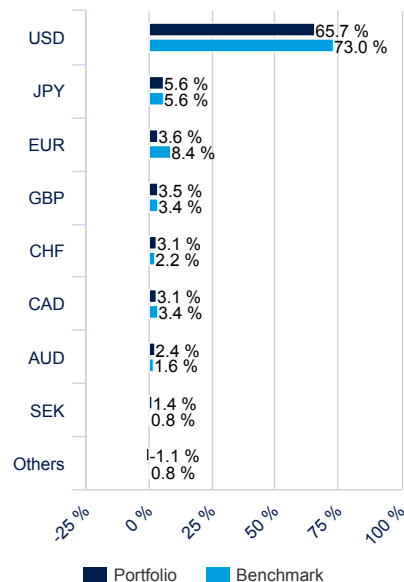 USD
65.7 %
73.0 %
JPY
5.6 %
5.6 %
EUR
3.6 %
8.4 %
GBP
3.5 %
3.4 %
CHF
3.1 %
2.2 %
CAD
3.1 %
3.4 %
AUD
2.4 %
1.6 %
SEK
1.4 %
0.8 %
Others
-1.1 %
0.8 %
-25 % 0 % 25 % 50 % 75 % 100 %
Portfolio Benchmark